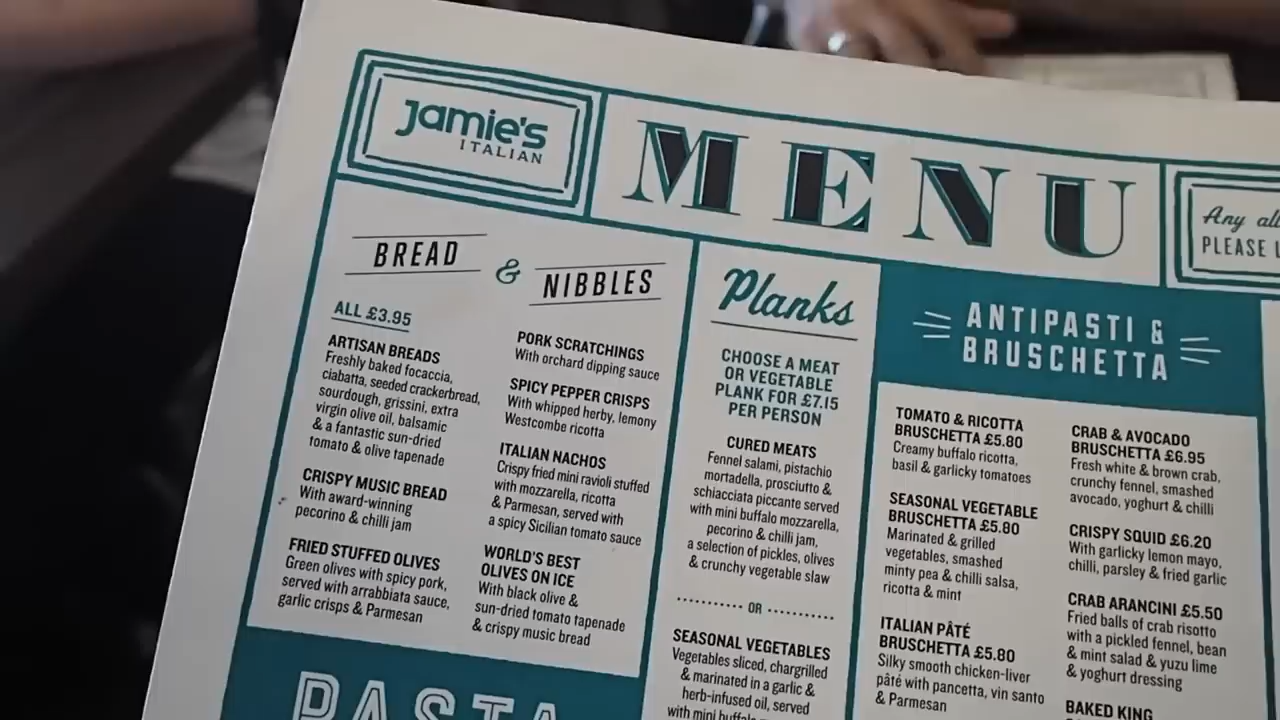 Jamie's
ITALIAN
MENU
Any
PLEASE
BREAD
&
NIBBLES
ALL £3.95
ARTISAN BREADS
Freshly baked focaccia,
ciabatta, seeded crackerbread,
sourdough, grissini, extra
virgin olive oil, balsamic
& a fantastic sun-dried
tomato & olive tapenade
CRISPY MUSIC BREAD
With award-winning
pecorino & chilli jam
FRIED STUFFED OLIVES
Green olives with spicy pork,
served with arrabbiata sauce,
garlic crisps & Parmesan
PORK SCRATCHINGS
With orchard dipping sauce
SPICY PEPPER CRISPS
With whipped herby, lemony
Westcombe ricotta
ITALIAN NACHOS
Crispy fried mini ravioli stuffed
with mozzarella, ricotta
& Parmesan, served with
a spicy Sicilian tomato sauce
WORLD'S BEST
OLIVES ON ICE
With black olive &
sun-dried tomato tapenade
& crispy music bread
PASTA
Planks
CHOOSE A MEAT
OR VEGETABLE
PLANK FOR £7.15
PER PERSON
CURED MEATS
Fennel salami, pistachio
mortadella, prosciutto &
schiacciata piccante served
with mini buffalo mozzarella,
pecorino & chilli jam,
a selection of pickles, olives
& crunchy vegetable slaw
OR
SEASONAL VEGETABLES
Vegetables sliced, chargrilled
& marinated in a garlic &
herb-infused oil, served
with mini
ANTIPASTI &
BRUSCHETTA
TOMATO & RICOTTA
BRUSCHETTA £5.80
Creamy buffalo ricotta,
basil & garlicky tomatoes
SEASONAL VEGETABLE
BRUSCHETTA £5.80
Marinated & grilled
vegetables, smashed
minty pea & chilli salsa,
ricotta & mint
ITALIAN PÂTÉ
BRUSCHETTA £5.80
Silky smooth chicken-liver
pâté with pancetta, vin santo
& Parmesan
CRAB & AVOCADO
BRUSCHETTA £6.95
Fresh white & brown crab,
crunchy fennel, smashed
avocado, yoghurt & chilli
CRISPY SQUID £6.20
With garlicky lemon mayo,
chilli, parsley & fried garlic
CRAB ARANCINI £5.50
Fried balls of crab risotto
with a pickled fennel, bean
& mint salad & yuzu lime
& yoghurt dressing
BAKED KING